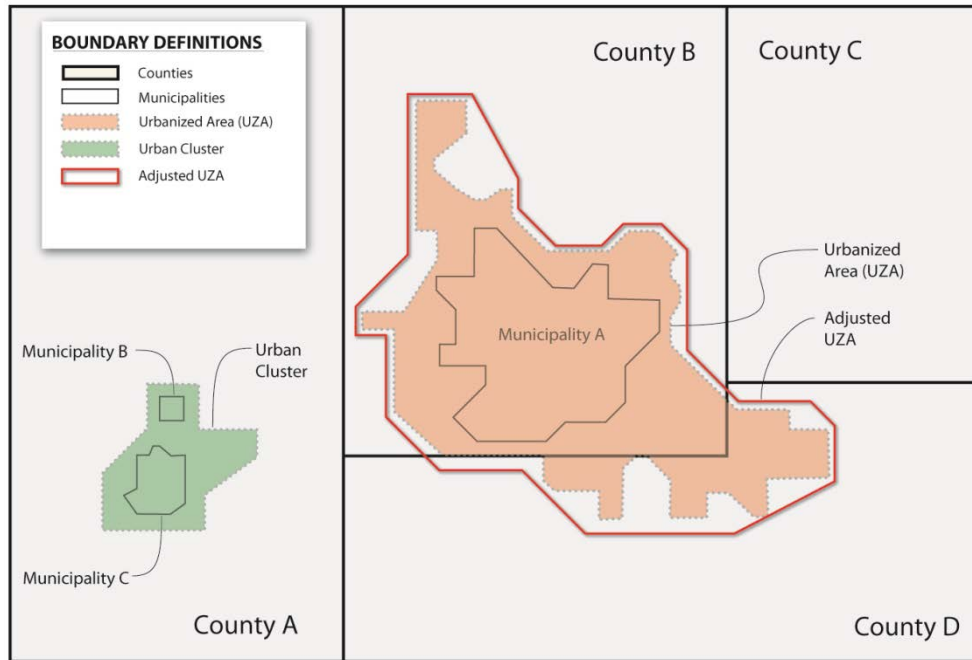 BOUNDARY DEFINITIONS
Counties
Municipalities
Urbanized Area (UZA)
Urban Cluster
Adjusted UZA
County B
County C
Urbanized
Area (UZA)
Adjusted
UZA
Municipality A
Municipality B
Urban
Cluster
Municipality C
County A
County D